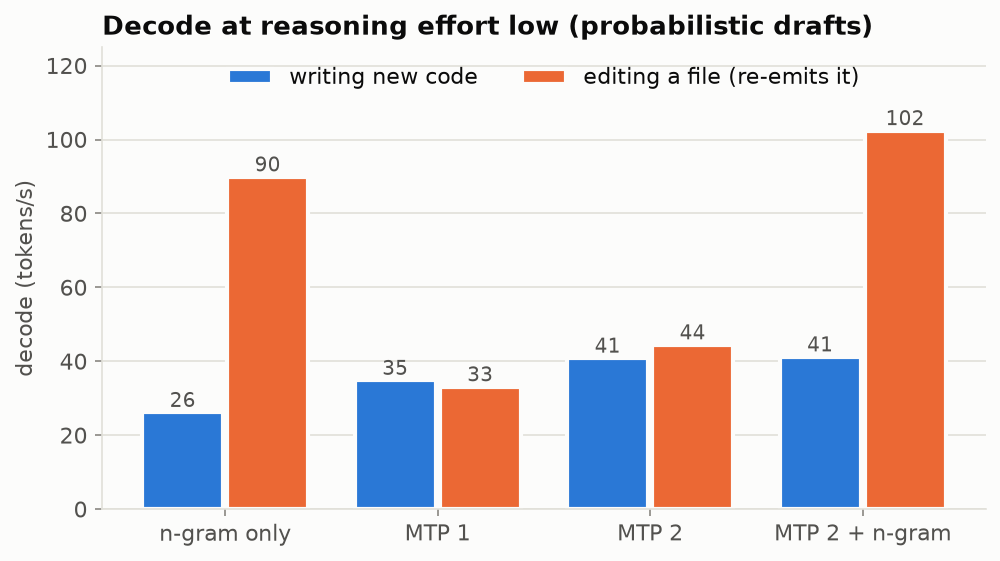 Decode at reasoning effort low (probabilistic drafts)
writing new code
editing a file (re-emits it)
decode (tokens/s)
120
100
80
60
40
20
0
26
90
35
33
41
44
41
102
n-gram only
MTP 1
MTP 2
MTP 2 + n-gram